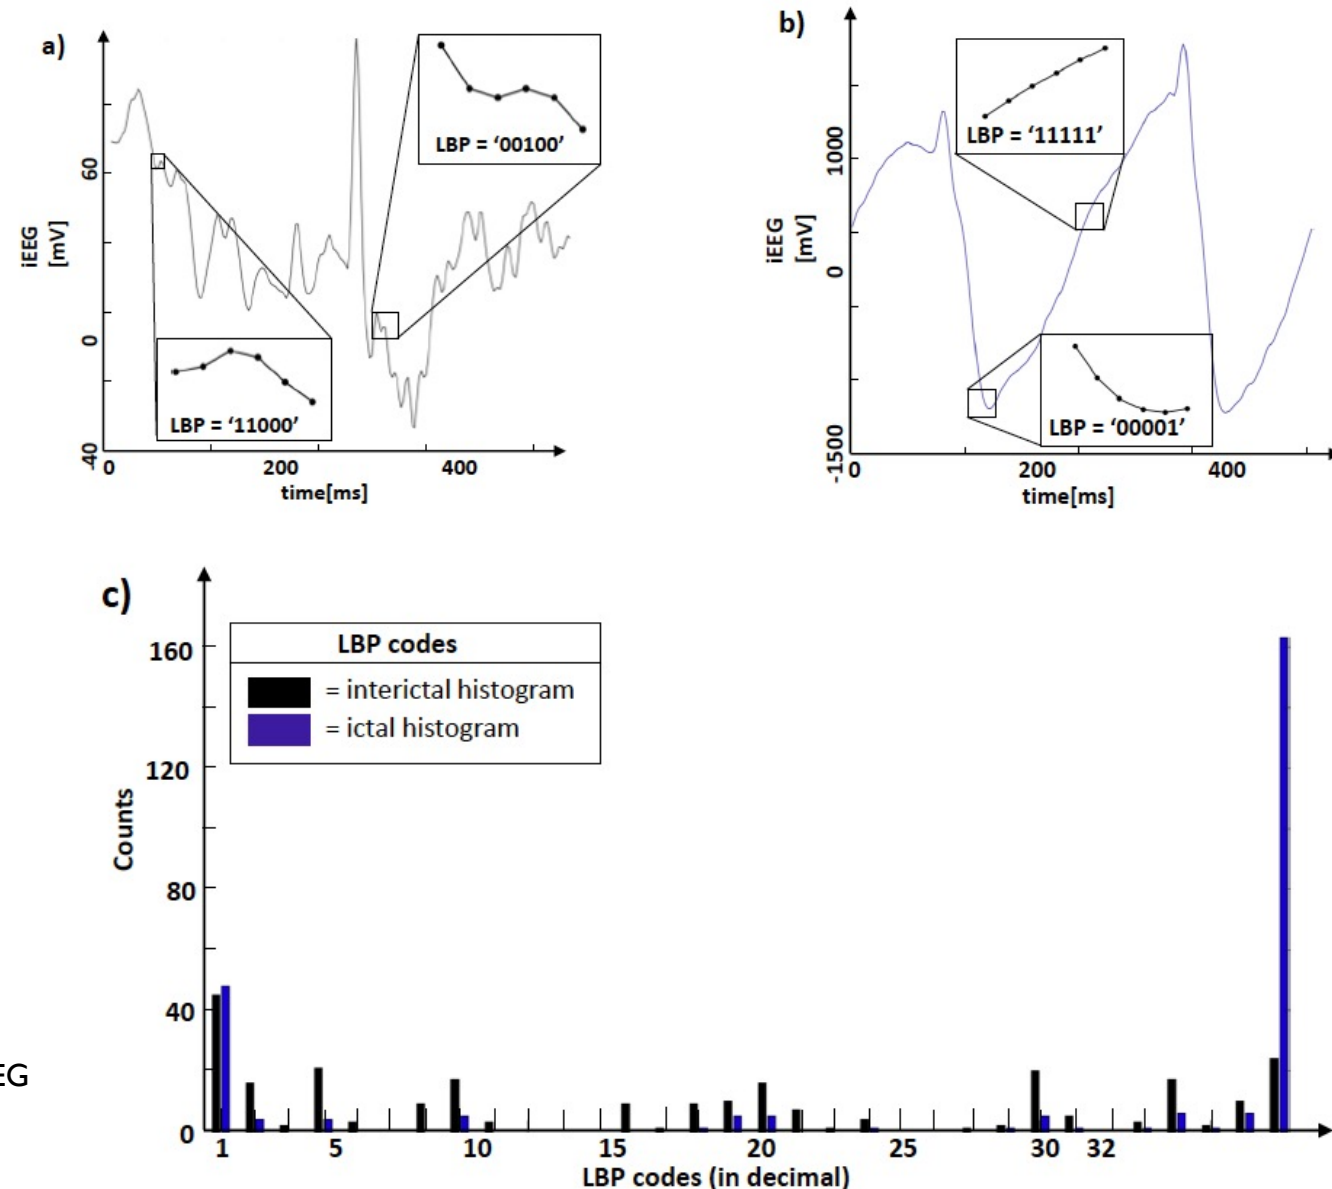 a)
iEEG
[mV]
60
0
-40
LBP = ‘00100’
LBP = ‘11000’
0 200 400
time[ms]
b)
iEEG
[mV]
1000
0
-1500
LBP = ‘11111’
LBP = ‘00001’
0 200 400
time[ms]
c)
LBP codes
= interictal histogram
= ictal histogram
Counts
160
120
80
40
0
1 5 10 15 20 25 30 32
LBP codes (in decimal)
EG